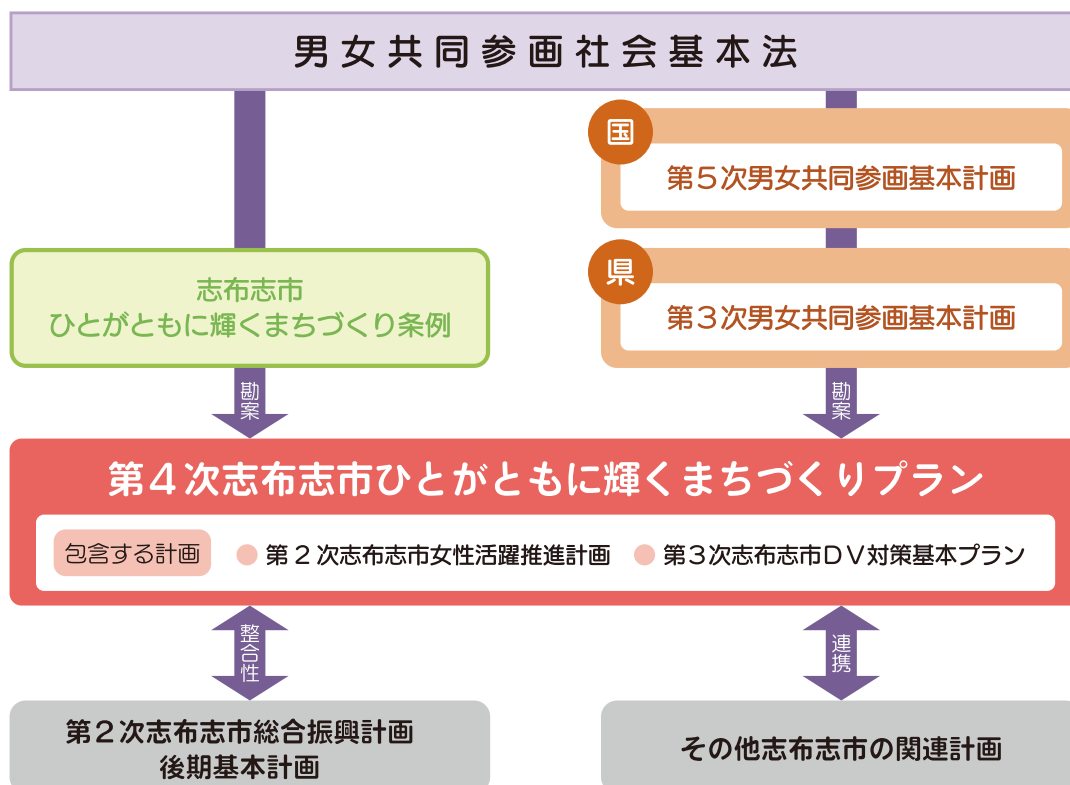 男女共同参画社会基本法
国
第5次男女共同参画基本計画
県
第3次男女共同参画基本計画
志布志市
ひとがともに輝くまちづくり条例
勘案
勘案
第4次志布志市ひとがともに輝くまちづくりプラン
包含する計画
第2次志布志市女性活躍推進計画
第3次志布志市DV対策基本プラン
整合性
連携
第2次志布志市総合振興計画
後期基本計画
その他志布志市の関連計画